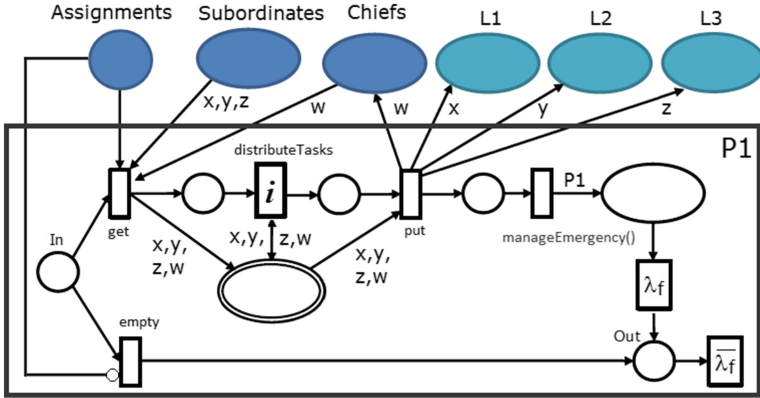 Assignments
Subordinates
Chiefs
L1
L2
L3
x,y,z
w
w
x
y
z
P1
distributeTasks
i
get
put
P1
manageEmergency()
In
x,y,
z,w
x,y,
z,w
x,y,
z,w
λf
empty
Out
λf